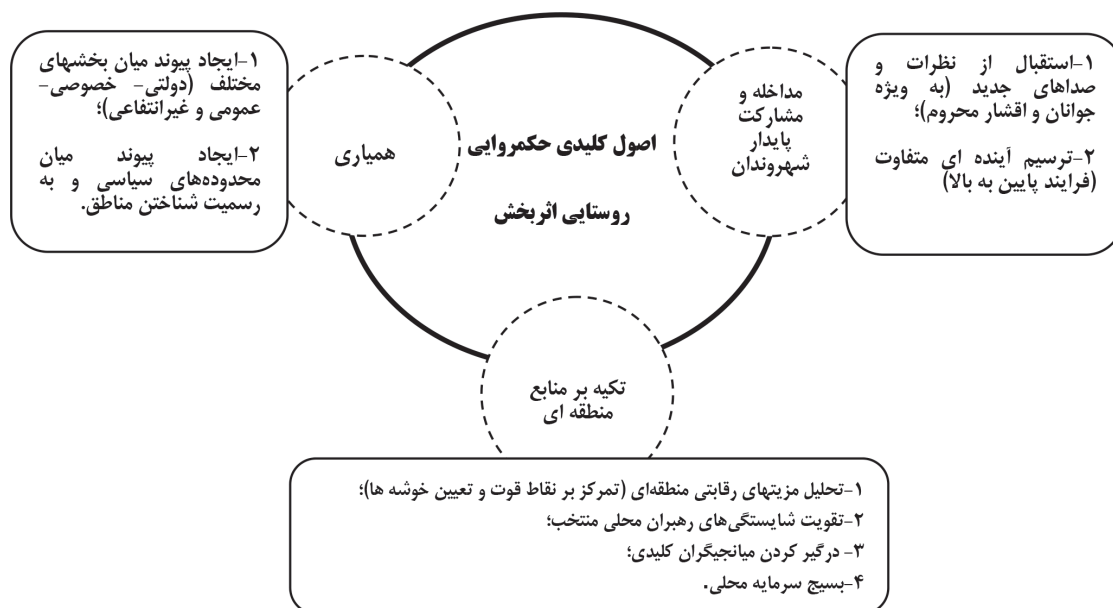 اصول کلیدی حکمروایی
روستایی اثربخش
مداخله و
مشارکت
پایدار
شهروندان
۱-استقبال از نظرات و
صداهای جدید (به ویژه
جوانان و اقشار محروم)؛
۲-ترسیم آینده ای متفاوت
(فرایند پایین به بالا)
همیاری
۱-ایجاد پیوند میان بخشهای
مختلف (دولتی- خصوصی-
عمومی و غیرانتفاعی)؛
۲-ایجاد پیوند میان
محدوده‌های سیاسی و به
رسمیت شناختن مناطق.
تکیه بر منابع
منطقه ای
۱-تحلیل مزیتهای رقابتی منطقه‌ای (تمرکز بر نقاط قوت و تعیین خوشه ها)؛
۲-تقویت شایستگی‌های رهبران محلی منتخب؛
۳- درگیر کردن میانجیگران کلیدی؛
۴-بسیج سرمایه محلی.